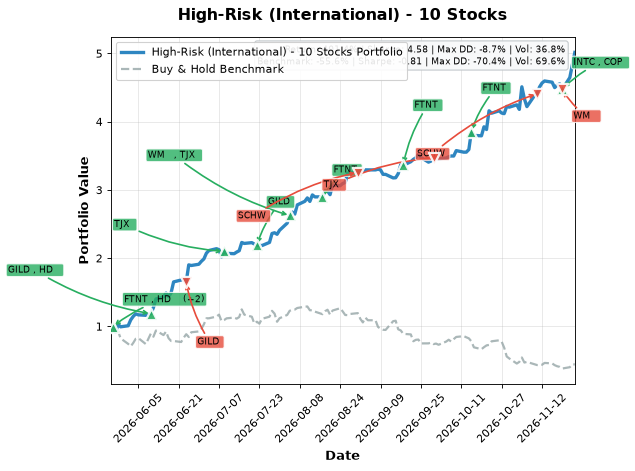 High-Risk (International) - 10 Stocks
High-Risk (International) - 10 Stocks Portfolio
4.58 | Max DD: -8.7% | Vol: 36.8%
Benchmark: -55.6% | Sharpe: -0.81 | Max DD: -70.4% | Vol: 69.6%
Buy & Hold Benchmark
INTC , COP
FTNT
FTNT
WM
WM , TJX
SCHW
FTNT
TJX
GILD
SCHW
TJX
GILD , HD
FTNT , HD (+2)
GILD
Portfolio Value
5
4
3
2
1
2026-06-05
2026-06-21
2026-07-07
2026-07-23
2026-08-08
2026-08-24
2026-09-09
2026-09-25
2026-10-11
2026-10-27
2026-11-12
Date